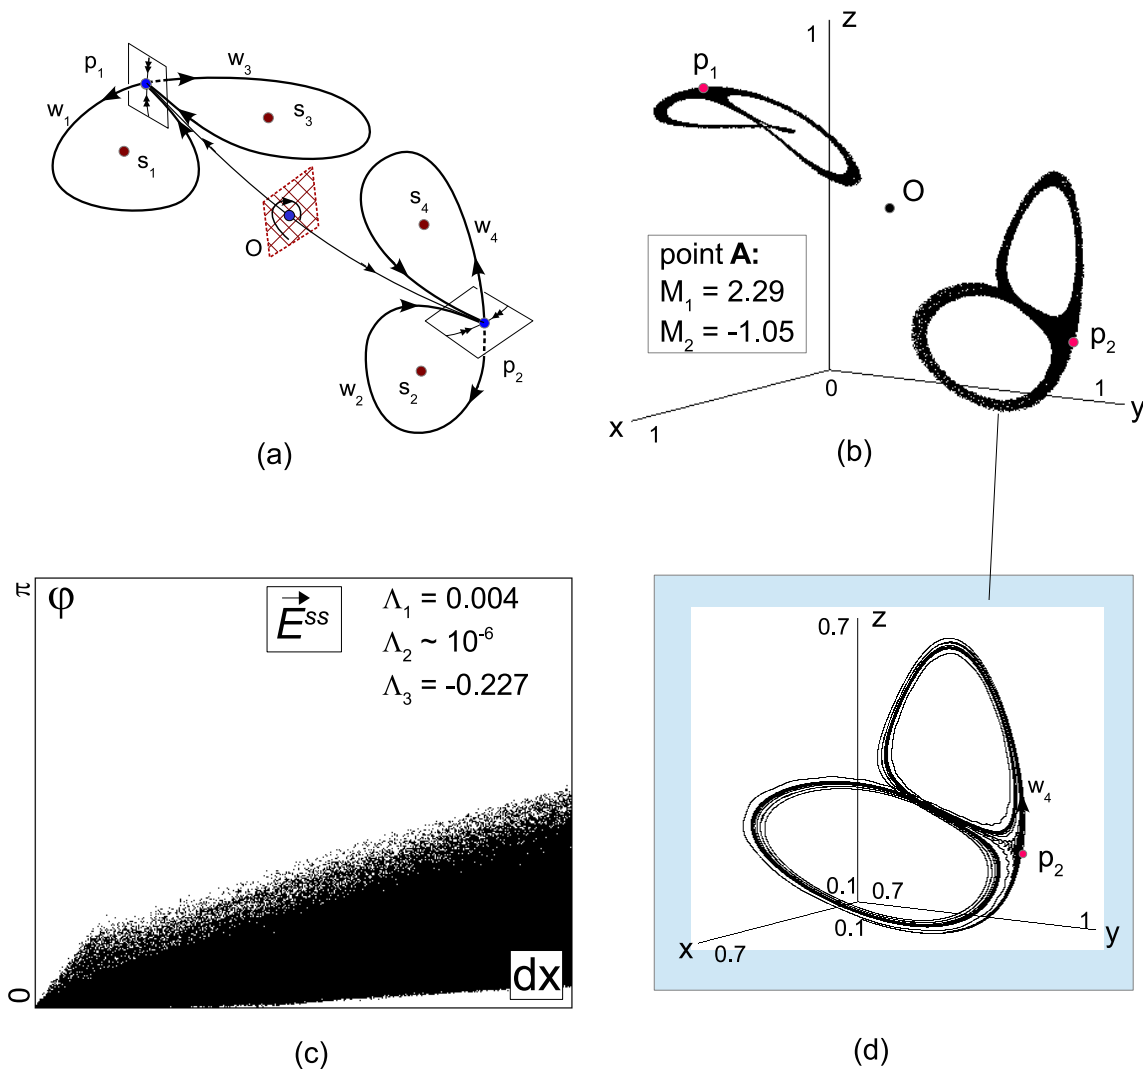 p₁
w₃
w₁
s₃
s₁
s₄
w₄
O
p₂
w₂
s₂
(a)
z
1
p₁
O
point A:
M₁ = 2.29
M₂ = -1.05
p₂
0
1
y
x
1
(b)
π
φ
E^ss
Λ₁ = 0.004
Λ₂ ~ 10⁻⁶
Λ₃ = -0.227
dx
0
(c)
0.7
z
w₄
p₂
0.1
0.7
0.1
1
y
x
0.7
(d)